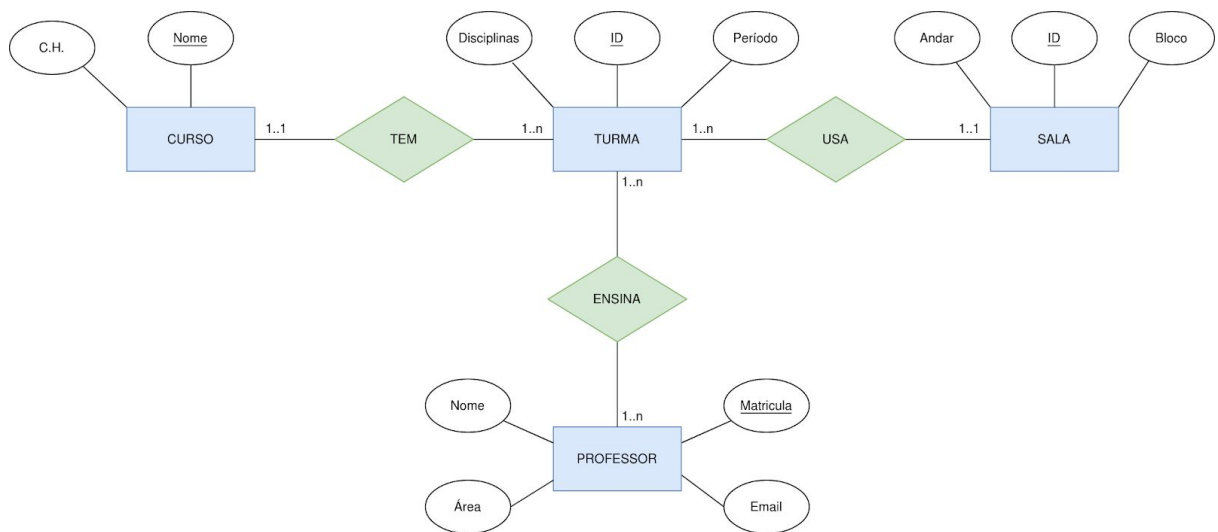 C.H.
Nome
Disciplinas
ID
Período
Andar
ID
Bloco
CURSO
1..1
TEM
1..n
TURMA
1..n
USA
1..1
SALA
1..n
ENSINA
1..n
Nome
Matricula
PROFESSOR
Área
Email